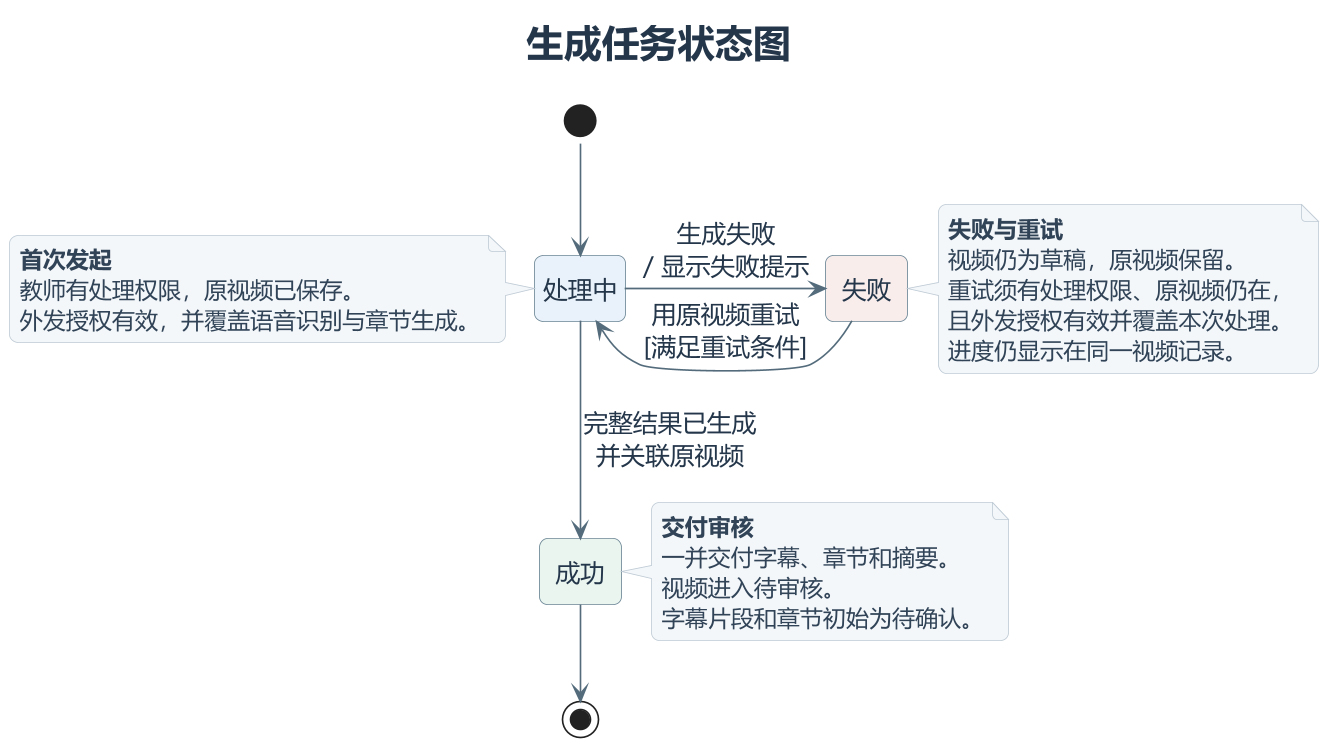 生成任务状态图
首次发起
教师有处理权限，原视频已保存。
外发授权有效，并覆盖语音识别与章节生成。
处理中
生成失败
/ 显示失败提示
用原视频重试
[满足重试条件]
失败
失败与重试
视频仍为草稿，原视频保留。
重试须有处理权限、原视频仍在，
且外发授权有效并覆盖本次处理。
进度仍显示在同一视频记录。
完整结果已生成
并关联原视频
成功
交付审核
一并交付字幕、章节和摘要。
视频进入待审核。
字幕片段和章节初始为待确认。